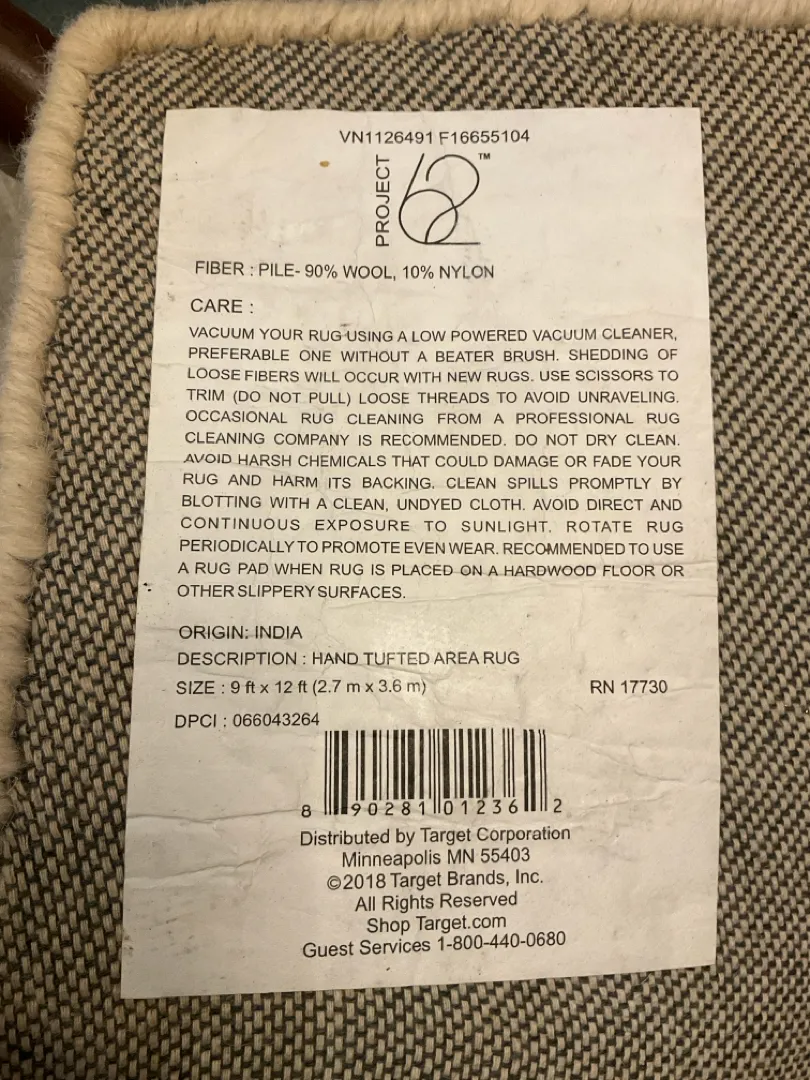 VN1126491 F16655104
PROJECT 62™
FIBER : PILE- 90% WOOL, 10% NYLON
CARE :
VACUUM YOUR RUG USING A LOW POWERED VACUUM CLEANER,
PREFERABLE ONE WITHOUT A BEATER BRUSH. SHEDDING OF
LOOSE FIBERS WILL OCCUR WITH NEW RUGS. USE SCISSORS TO
TRIM (DO NOT PULL) LOOSE THREADS TO AVOID UNRAVELING.
OCCASIONAL RUG CLEANING FROM A PROFESSIONAL RUG
CLEANING COMPANY IS RECOMMENDED. DO NOT DRY CLEAN.
AVOID HARSH CHEMICALS THAT COULD DAMAGE OR FADE YOUR
RUG AND HARM ITS BACKING. CLEAN SPILLS PROMPTLY BY
BLOTTING WITH A CLEAN, UNDYED CLOTH. AVOID DIRECT AND
CONTINUOUS EXPOSURE TO SUNLIGHT. ROTATE RUG
PERIODICALLY TO PROMOTE EVEN WEAR. RECOMMENDED TO USE
A RUG PAD WHEN RUG IS PLACED ON A HARDWOOD FLOOR OR
OTHER SLIPPERY SURFACES.
ORIGIN: INDIA
DESCRIPTION : HAND TUFTED AREA RUG
SIZE : 9 ft x 12 ft (2.7 m x 3.6 m) RN 17730
DPCI : 066043264
8 90281 01236 2
Distributed by Target Corporation
Minneapolis MN 55403
©2018 Target Brands, Inc.
All Rights Reserved
Shop Target.com
Guest Services 1-800-440-0680